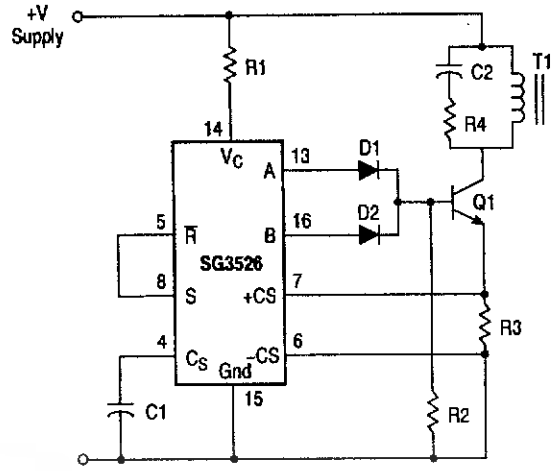 +V
Supply
R1
C2
T1
R4
14
VC
A
13
D1
Q1
5
R
B
16
D2
SG3526
8
S
+CS
7
R3
4
CS
-CS
6
Gnd
15
C1
R2